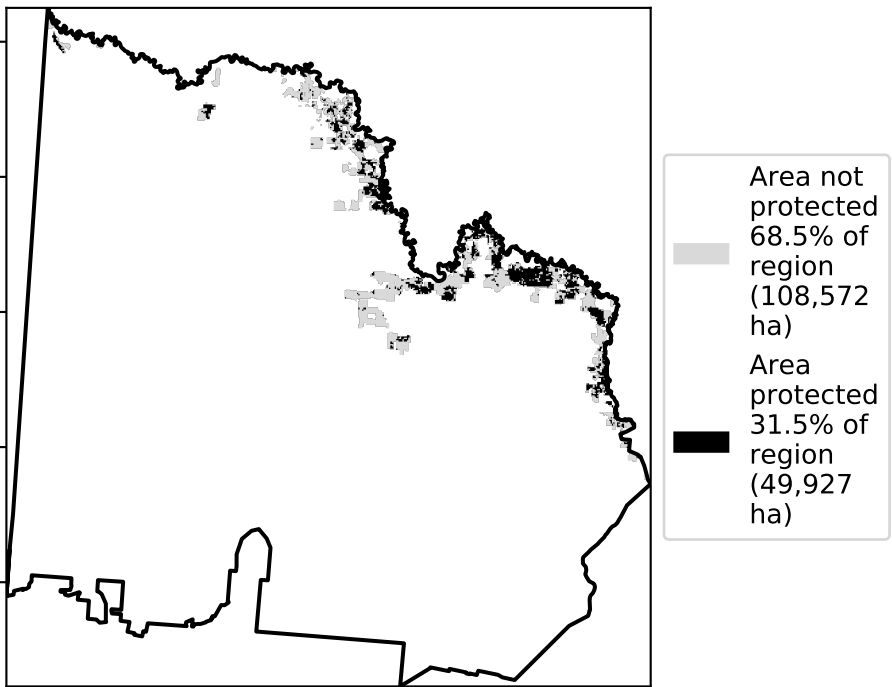 Area not
protected
68.5% of
region
(108,572
ha)
Area
protected
31.5% of
region
(49,927
ha)